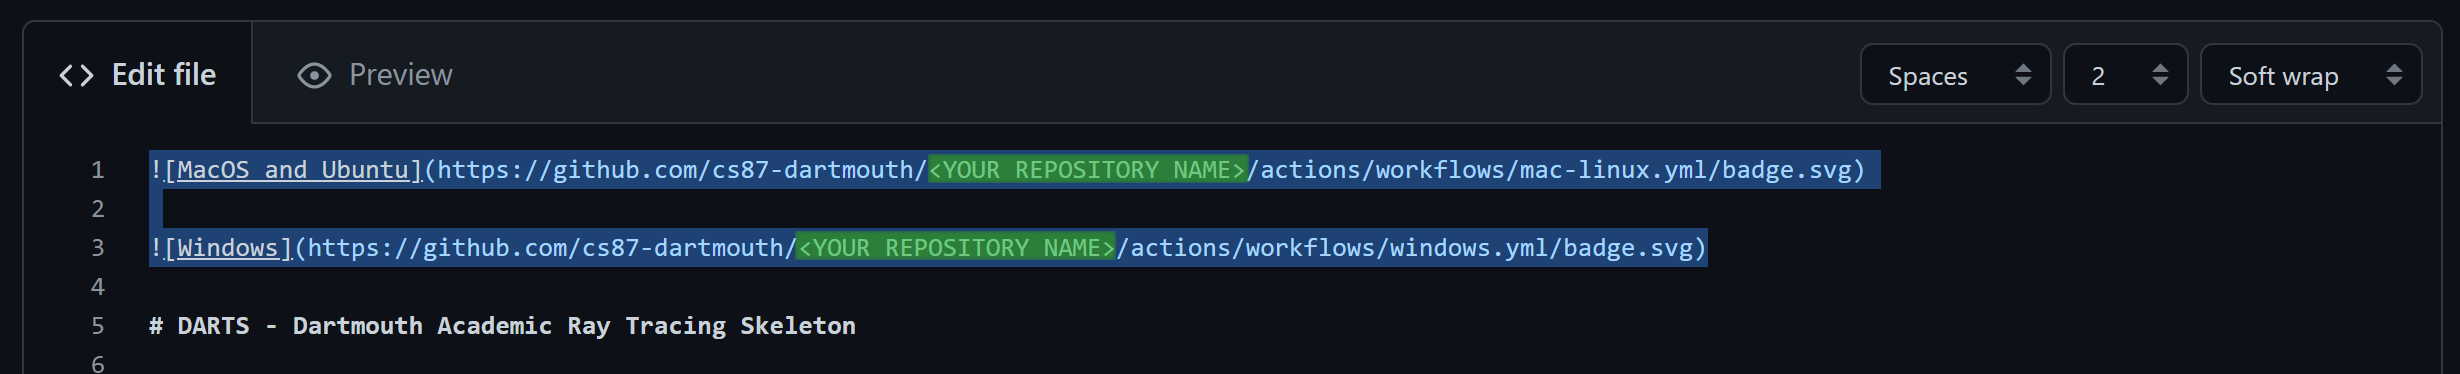 Edit file Preview Spaces 2 Soft wrap
1 ![MacOS and Ubuntu](https://github.com/cs87-dartmouth/<YOUR REPOSITORY NAME>/actions/workflows/mac-linux.yml/badge.svg)
2
3 ![Windows](https://github.com/cs87-dartmouth/<YOUR REPOSITORY NAME>/actions/workflows/windows.yml/badge.svg)
4
5 # DARTS - Dartmouth Academic Ray Tracing Skeleton
6